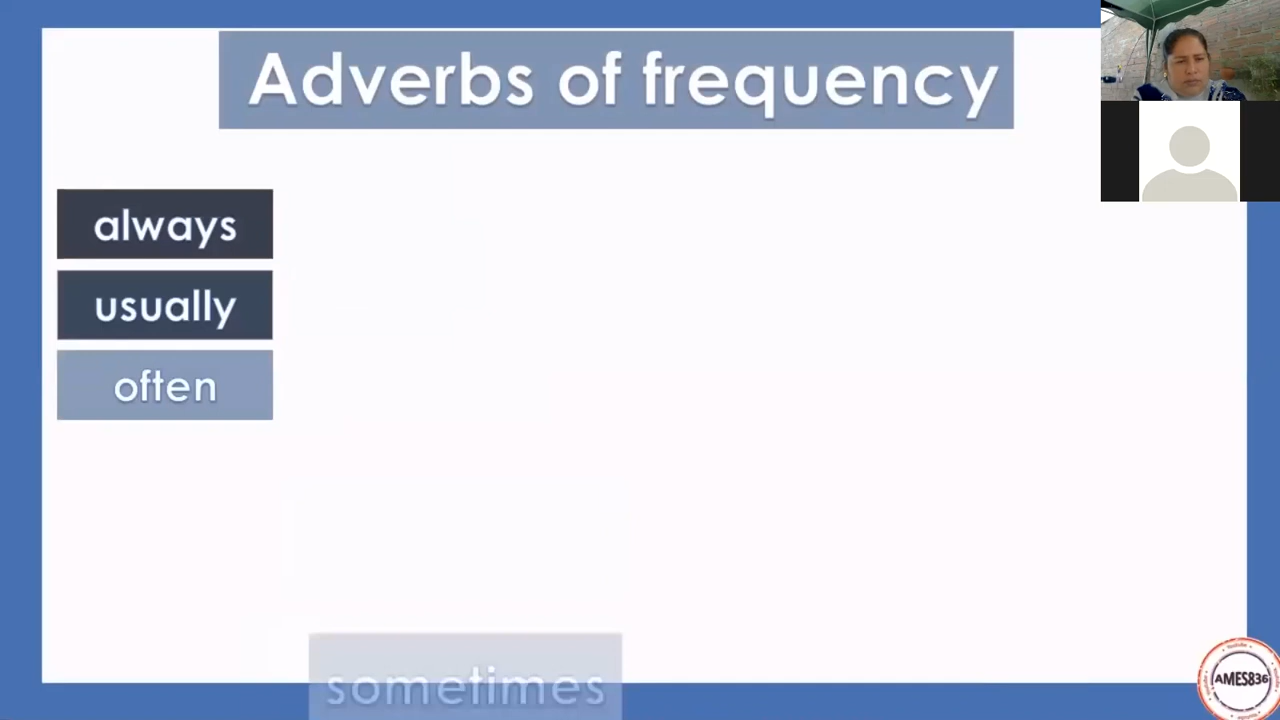 Adverbs of frequency
always
usually
often
sometimes
AMES836